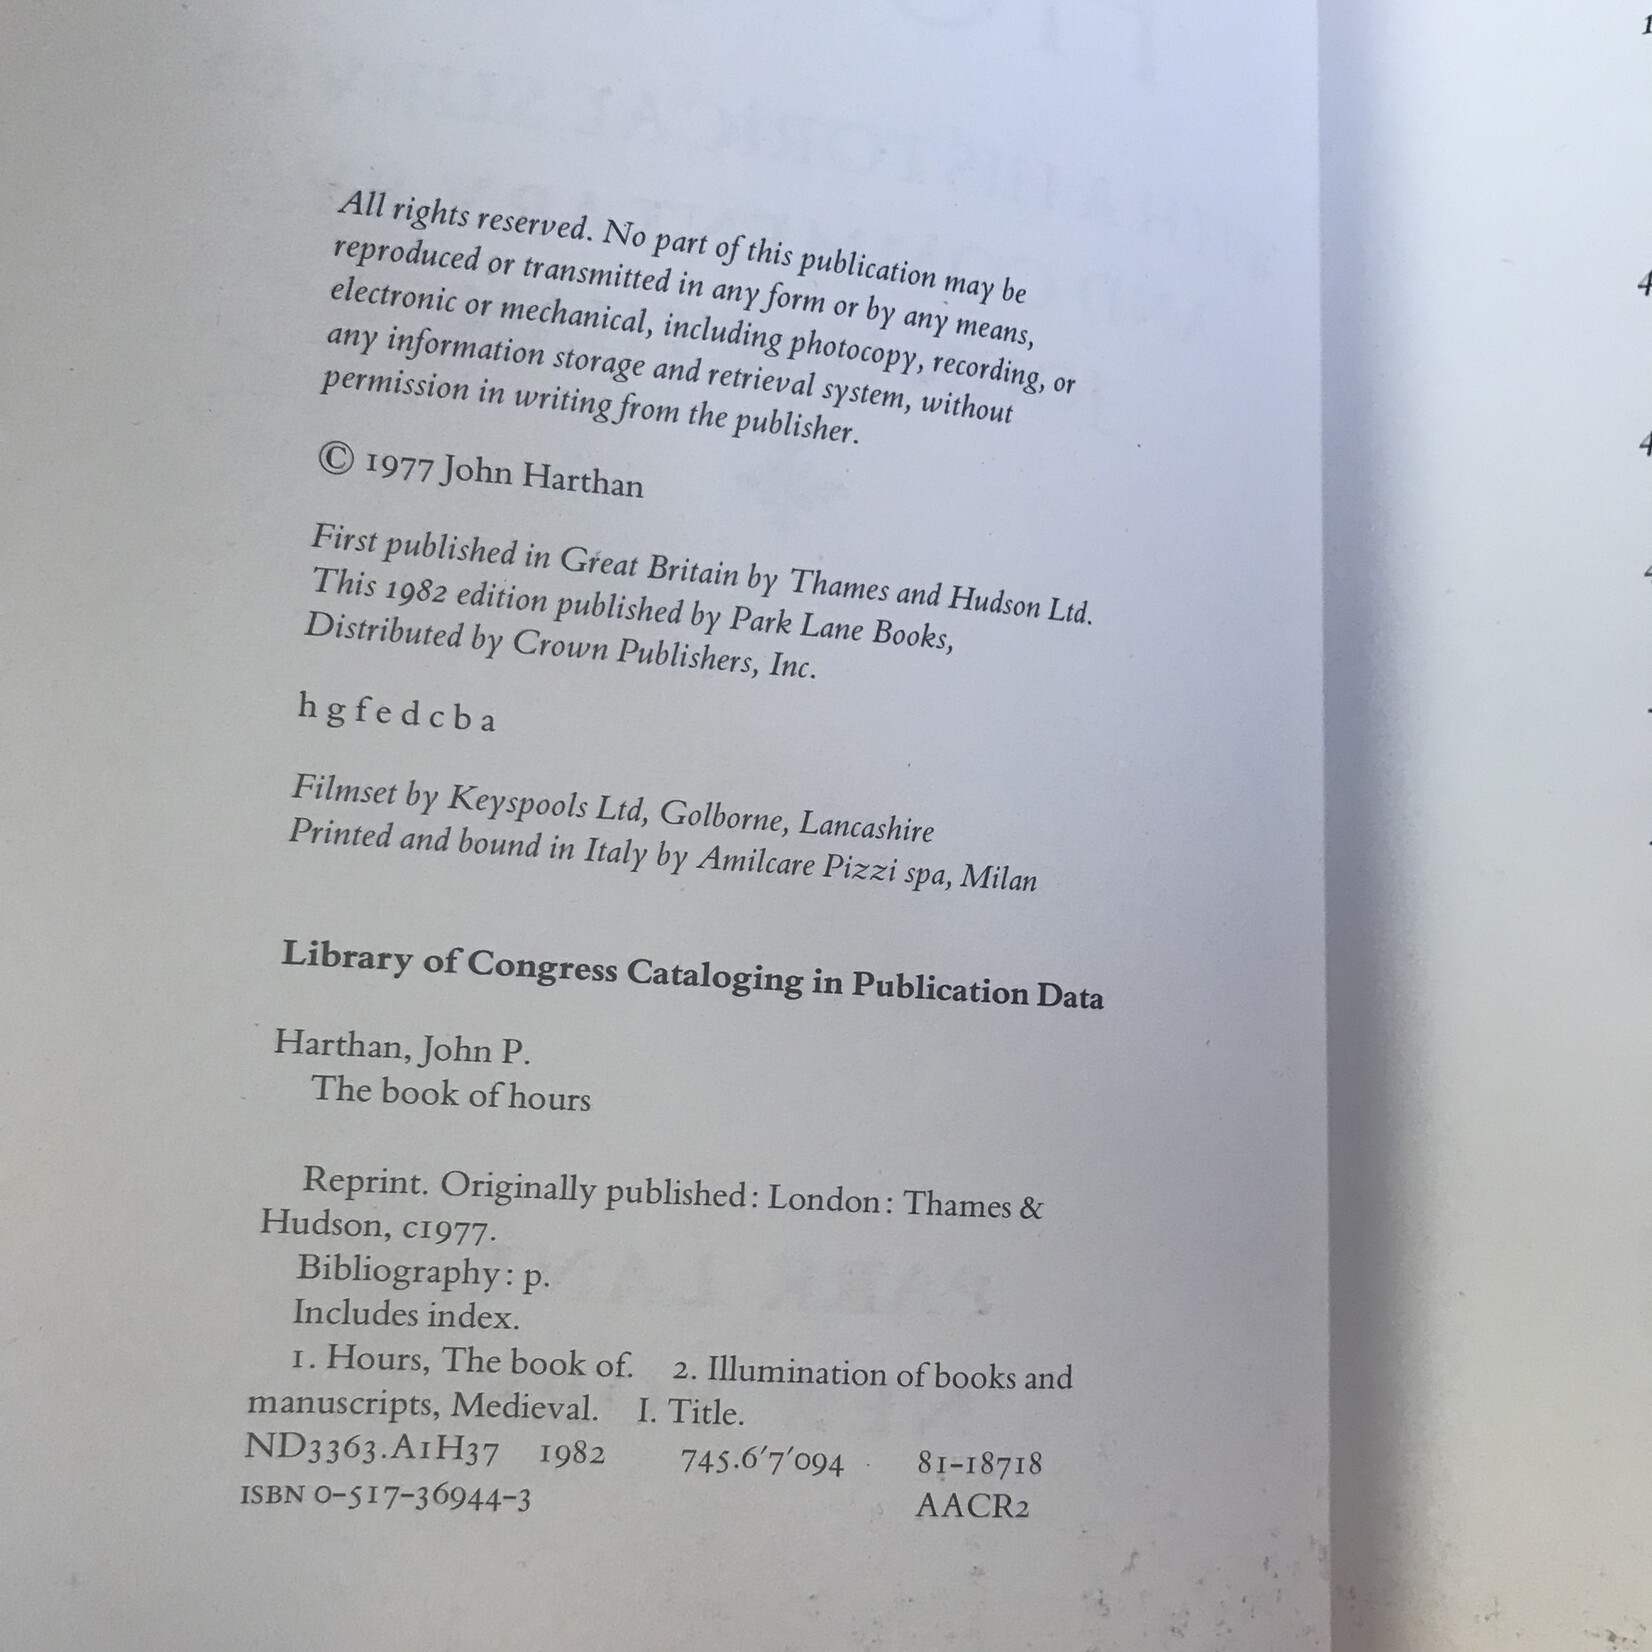 All rights reserved. No part of this publication may be
reproduced or transmitted in any form or by any means,
electronic or mechanical, including photocopy, recording, or
any information storage and retrieval system, without
permission in writing from the publisher.
© 1977 John Harthan
First published in Great Britain by Thames and Hudson Ltd.
This 1982 edition published by Park Lane Books,
Distributed by Crown Publishers, Inc.
h g f e d c b a
Filmset by Keyspools Ltd, Golborne, Lancashire
Printed and bound in Italy by Amilcare Pizzi spa, Milan
Library of Congress Cataloging in Publication Data
Harthan, John P.
The book of hours
Reprint. Originally published: London: Thames &
Hudson, c1977.
Bibliography: p.
Includes index.
1. Hours, The book of. 2. Illumination of books and
manuscripts, Medieval. I. Title.
ND3363.A1H37 1982 745.6'7'094 81-18718
ISBN 0-517-36944-3 AACR2